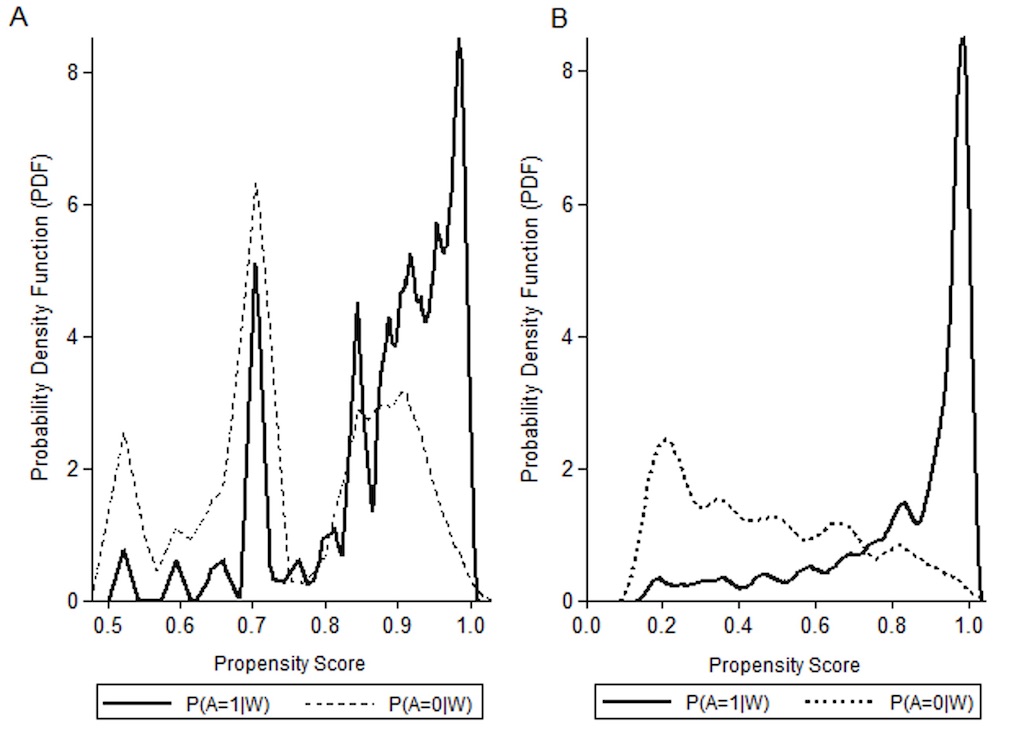 A
Probability Density Function (PDF)
8
6
4
2
0
0.5 0.6 0.7 0.8 0.9 1.0
Propensity Score
P(A=1|W) P(A=0|W)
B
Probability Density Function (PDF)
8
6
4
2
0
0.0 0.2 0.4 0.6 0.8 1.0
Propensity Score
P(A=1|W) P(A=0|W)